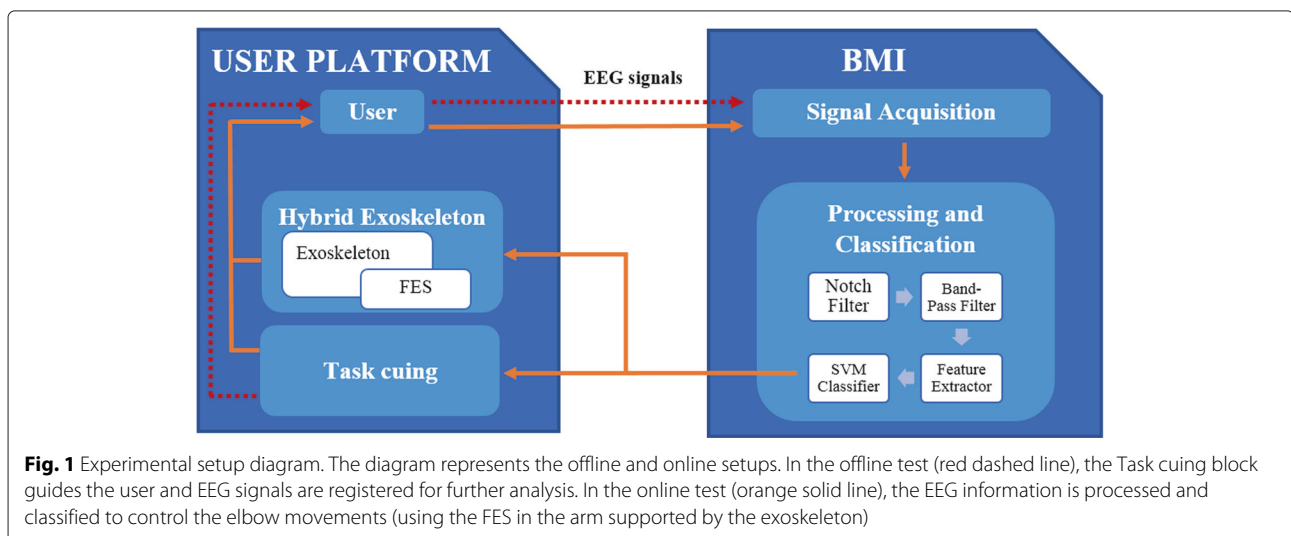 USER PLATFORM
User
Hybrid Exoskeleton
Exoskeleton
FES
Task cuing
EEG signals
BMI
Signal Acquisition
Processing and
Classification
Notch
Filter
Band-
Pass Filter
SVM
Classifier
Feature
Extractor
Fig. 1 Experimental setup diagram. The diagram represents the offline and online setups. In the offline test (red dashed line), the Task cuing block
guides the user and EEG signals are registered for further analysis. In the online test (orange solid line), the EEG information is processed and
classified to control the elbow movements (using the FES in the arm supported by the exoskeleton)